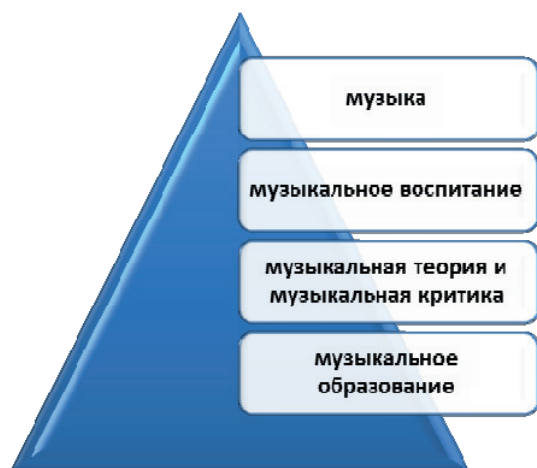 музыка
музыкальное воспитание
музыкальная теория и
музыкальная критика
музыкальное
образование